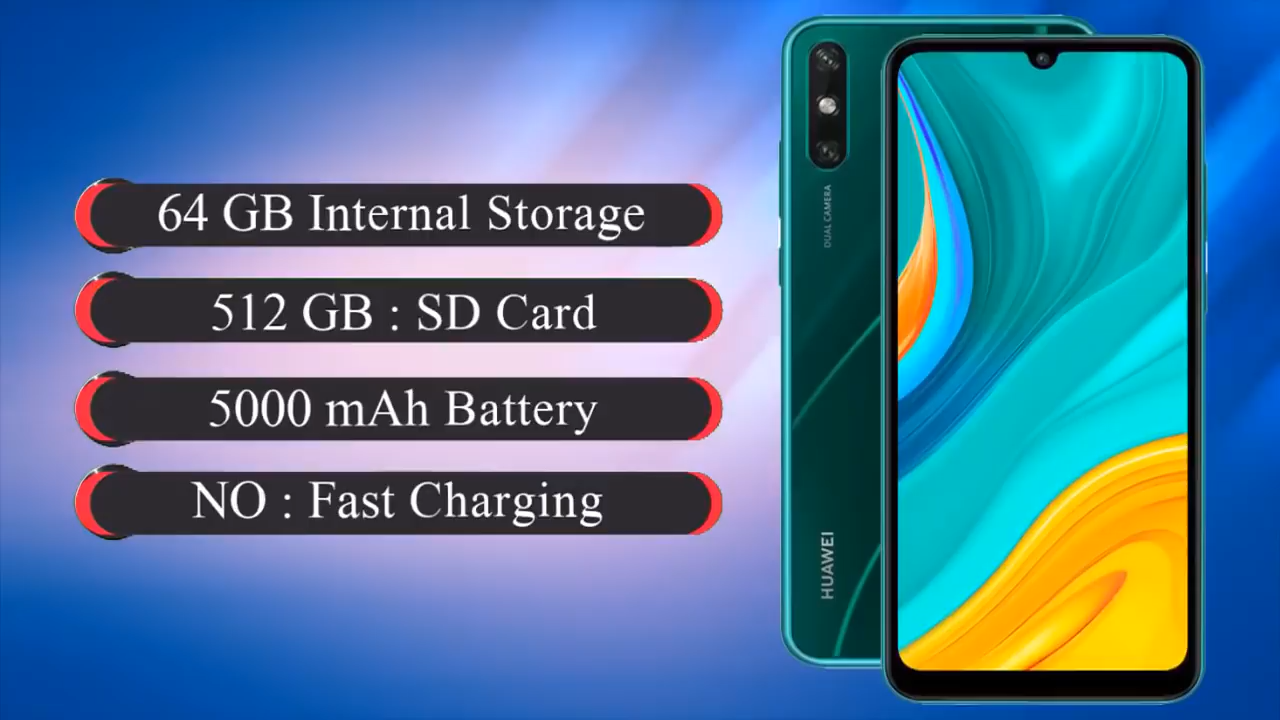 64 GB Internal Storage
512 GB : SD Card
5000 mAh Battery
NO : Fast Charging
DUAL CAMERA
HUAWEI